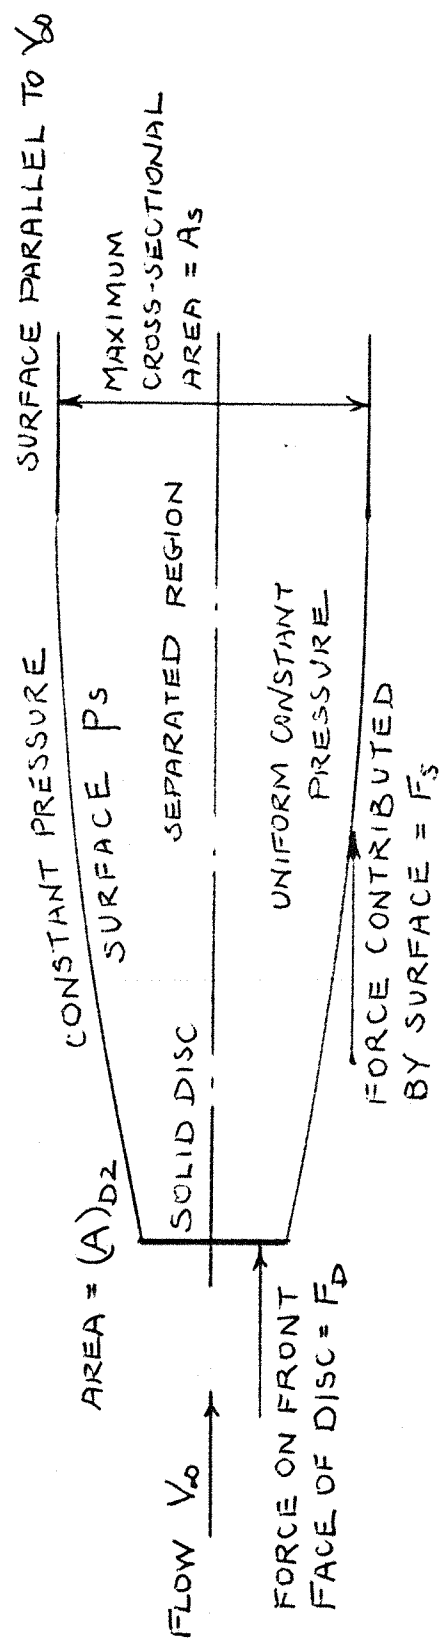 SURFACE PARALLEL TO V∞
CONSTANT PRESSURE
SURFACE Ps
MAXIMUM
CROSS-SECTIONAL
AREA = As
AREA = (A)D2
SEPARATED REGION
SOLID DISC
FLOW V∞
UNIFORM CONSTANT
PRESSURE
FORCE ON FRONT
FACE OF DISC = FD
FORCE CONTRIBUTED
BY SURFACE = Fs